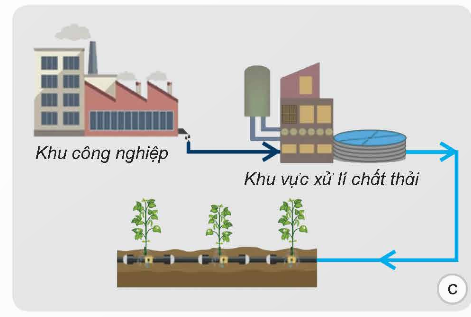 Khu công nghiệp
Khu vực xử lí chất thải
C